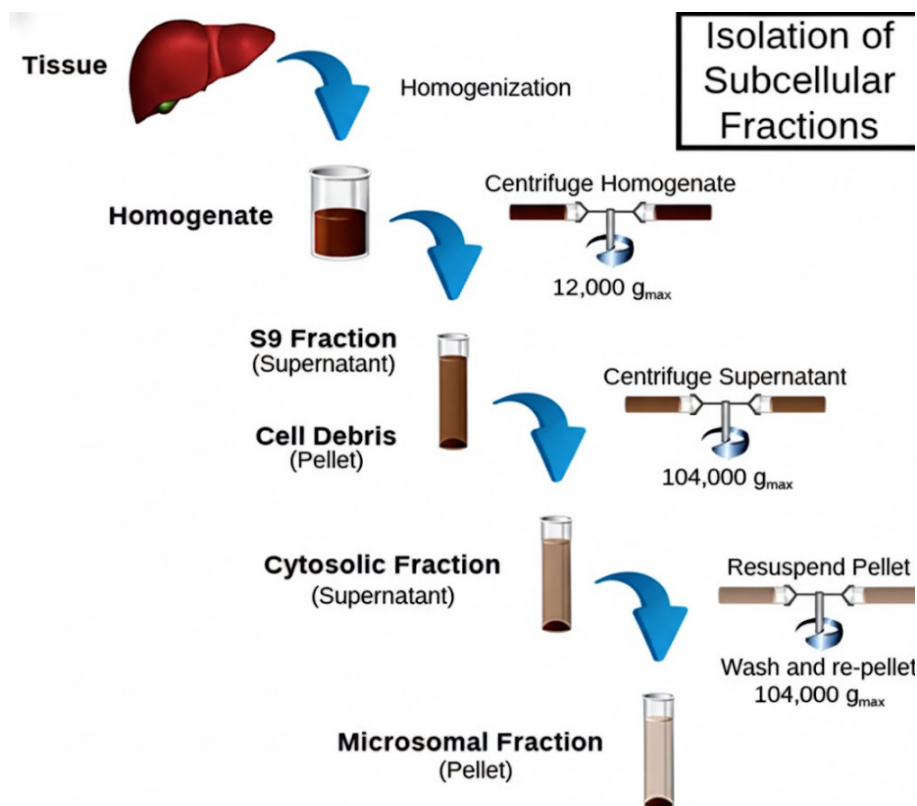 Isolation of
Subcellular
Fractions
Tissue
Homogenization
Homogenate
Centrifuge Homogenate
12,000 gmax
S9 Fraction
(Supernatant)
Cell Debris
(Pellet)
Centrifuge Supernatant
104,000 gmax
Cytosolic Fraction
(Supernatant)
Resuspend Pellet
Wash and re-pellet
104,000 gmax
Microsomal Fraction
(Pellet)